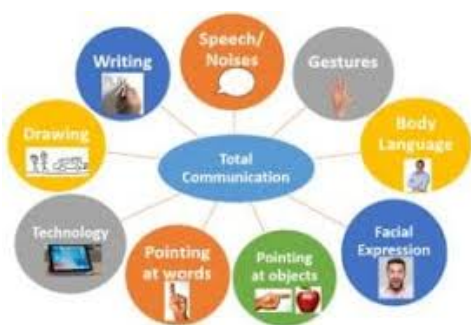 Speech/
Noises
Writing
Gestures
Drawing
Body
Language
Total
Communication
Technology
Facial
Expression
Pointing
at words
Pointing
at objects